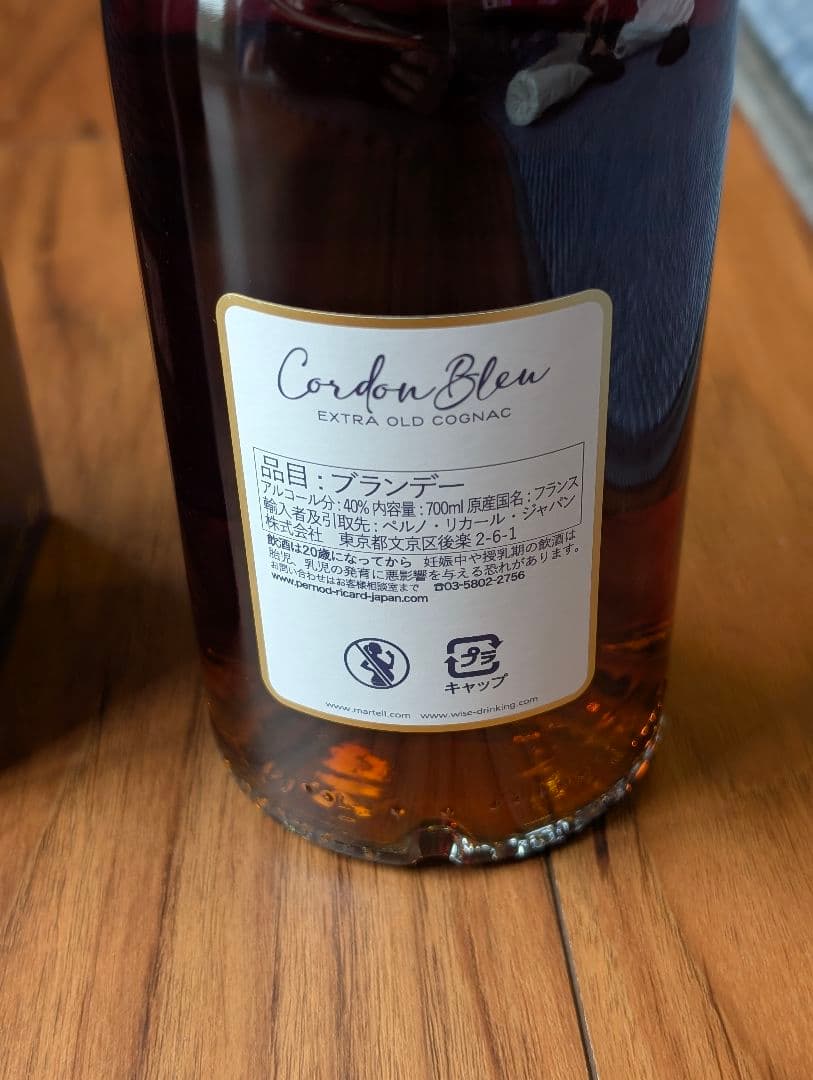 Cordon Bleu
EXTRA OLD COGNAC
品目：ブランデー
アルコール分：40% 内容量：700ml 原産国名：フランス
輸入者及引取先：ペルノ・リカール・ジャパン
株式会社　東京都文京区後楽 2-6-1
飲酒は20歳になってから　妊娠中や授乳期の飲酒は
胎児、乳児の発育に悪影響を与える恐れがあります。
お問い合わせはお客様相談室まで　☎03-5802-2756
www.pernod-ricard-japan.com
プラ
キャップ
www.martell.com www.wise-drinking.com